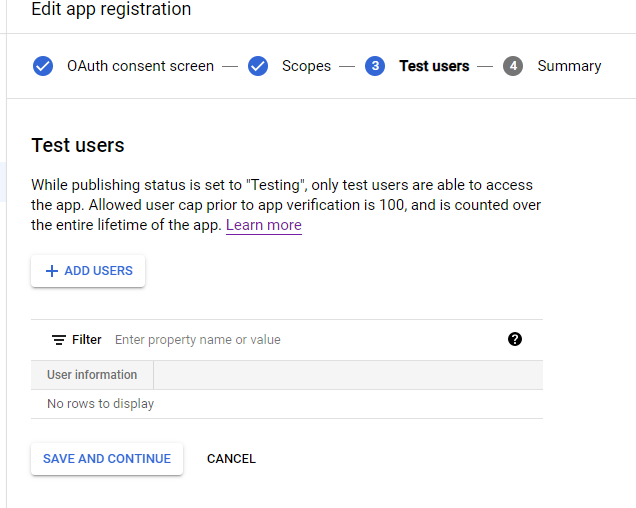 Edit app registration
OAuth consent screen — Scopes — 3 Test users — 4 Summary
Test users
While publishing status is set to "Testing", only test users are able to access
the app. Allowed user cap prior to app verification is 100, and is counted over
the entire lifetime of the app. Learn more
+ ADD USERS
Filter Enter property name or value ?
User information
No rows to display
SAVE AND CONTINUE CANCEL